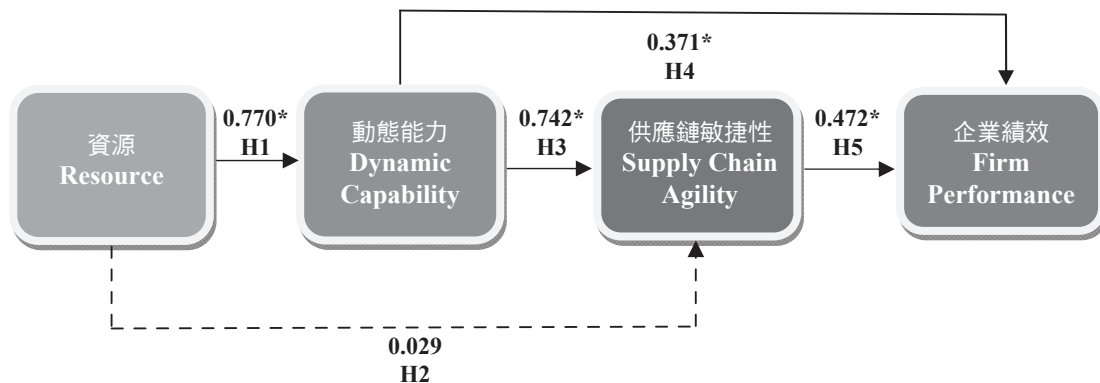 0.371*
H4
資源
Resource
0.770*
H1
動態能力
Dynamic
Capability
0.742*
H3
供應鏈敏捷性
Supply Chain
Agility
0.472*
H5
企業績效
Firm
Performance
0.029
H2